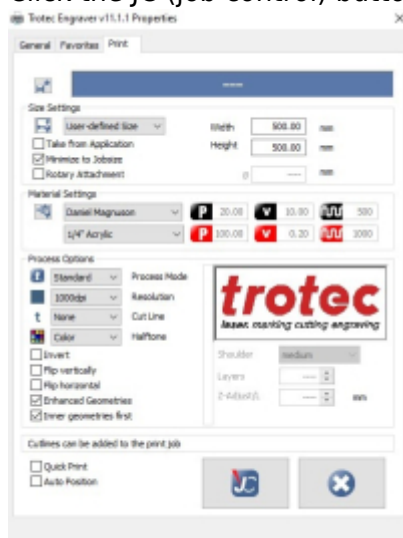 Click the JC (Job Control) butto
Trotec Engraver v11.1.1 Properties
General Favorites Print
----
Size Settings
User-defined Size
Width 500.00 mm
Take from Application
Height 500.00 mm
Minimize to Jobsize
Rotary Attachment
ø ---- mm
Material Settings
Daniel Magnuson P 20.00 V 10.00 500
1/4" Acrylic P 100.00 V 0.20 1000
Process Options
Standard Process Mode
1000dpi Resolution
t None Cut Line
Color Halftone
trotec
laser. marking cutting engraving
Invert
Shoulder medium
Flip vertically
Layers ----
Flip horizontal
Z-Adjust/L ---- mm
Enhanced Geometries
Inner geometries first
Cutlines can be added to the print job
Quick Print
Auto Position
JC